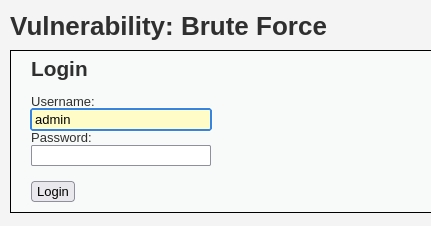 Vulnerability: Brute Force
Login
Username:
admin
Password:
Login